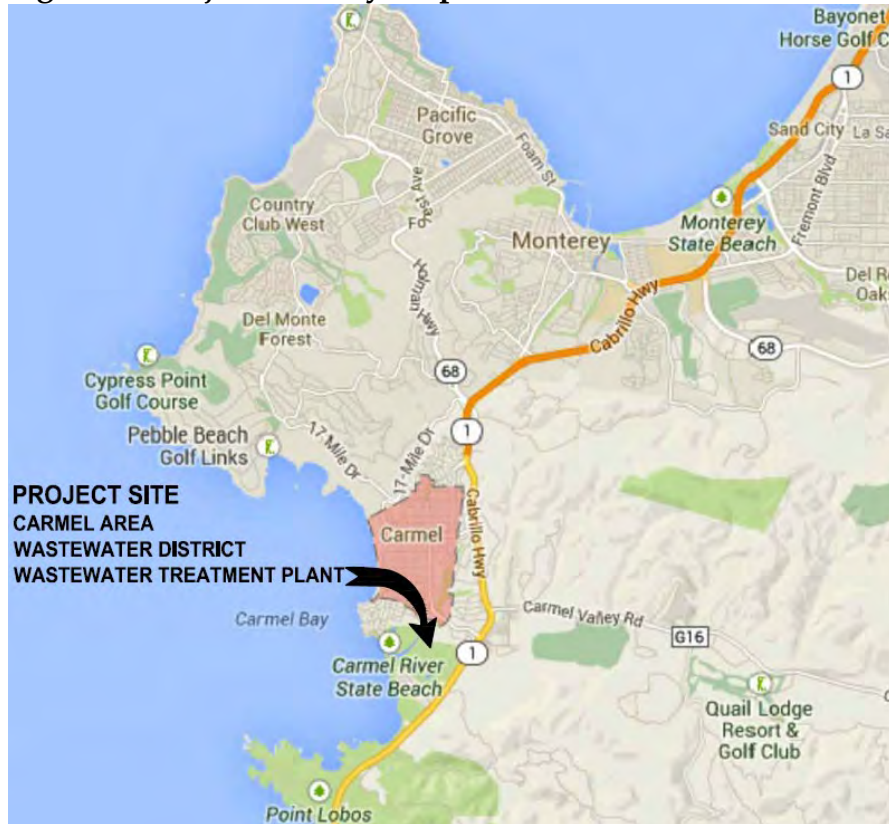 Bayonet
Horse Golf C
1
Pacific
Grove
Foam St
Sand City
La Sa
Fremont Blvd
Country
Club West
Monterey
Monterey
State Beach
Holman Hwy
Cabrillo Hwy
Del R
Oak
Del Monte
Forest
68
68
Cypress Point
Golf Course
1
Pebble Beach
Golf Links
17-Mile Dr
17-Mile Dr
PROJECT SITE
CARMEL AREA
WASTEWATER DISTRICT
WASTEWATER TREATMENT PLANT
Carmel
Cabrillo Hwy
Carmel Bay
Carmel Valley Rd
G16
1
Carmel River
State Beach
Quail Lodge
Resort &
Golf Club
Point Lobos